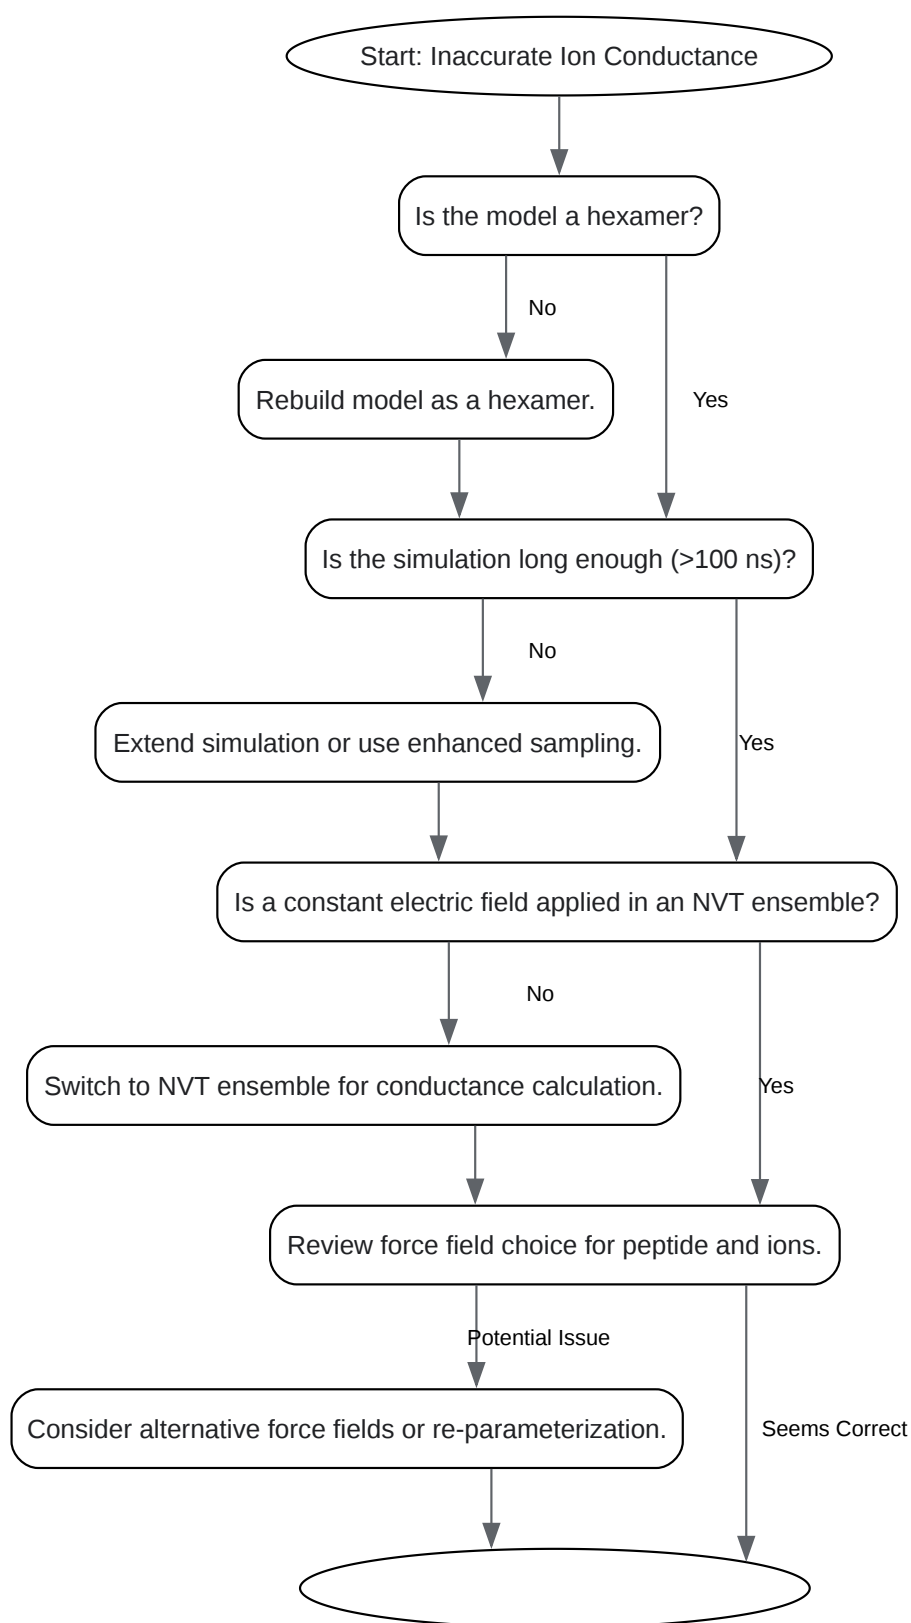 Start: Inaccurate Ion Conductance
Is the model a hexamer?
No
Rebuild model as a hexamer.
Yes
Is the simulation long enough (>100 ns)?
No
Extend simulation or use enhanced sampling.
Yes
Is a constant electric field applied in an NVT ensemble?
No
Switch to NVT ensemble for conductance calculation.
Yes
Review force field choice for peptide and ions.
Potential Issue
Consider alternative force fields or re-parameterization.
Seems Correct